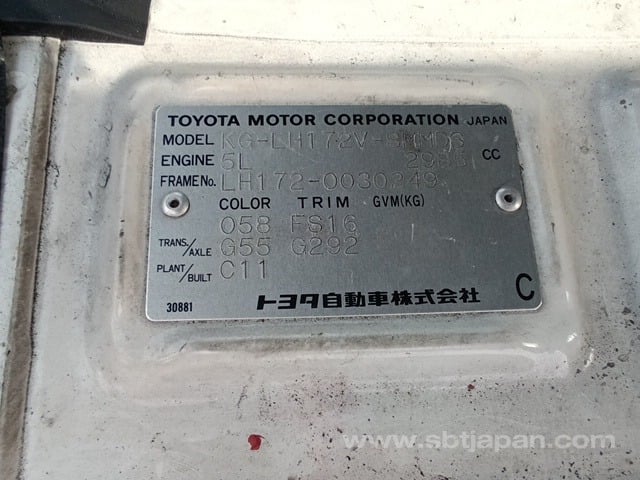 TOYOTA MOTOR CORPORATION JAPAN
MODEL
ENGINE 5L CC
FRAME No. LH172-0030249
COLOR TRIM GVM(KG)
058 FS16
TRANS./AXLE G55 G292
PLANT/BUILT C11
30881 トヨタ自動車株式会社 C
www.sbtjapan.com